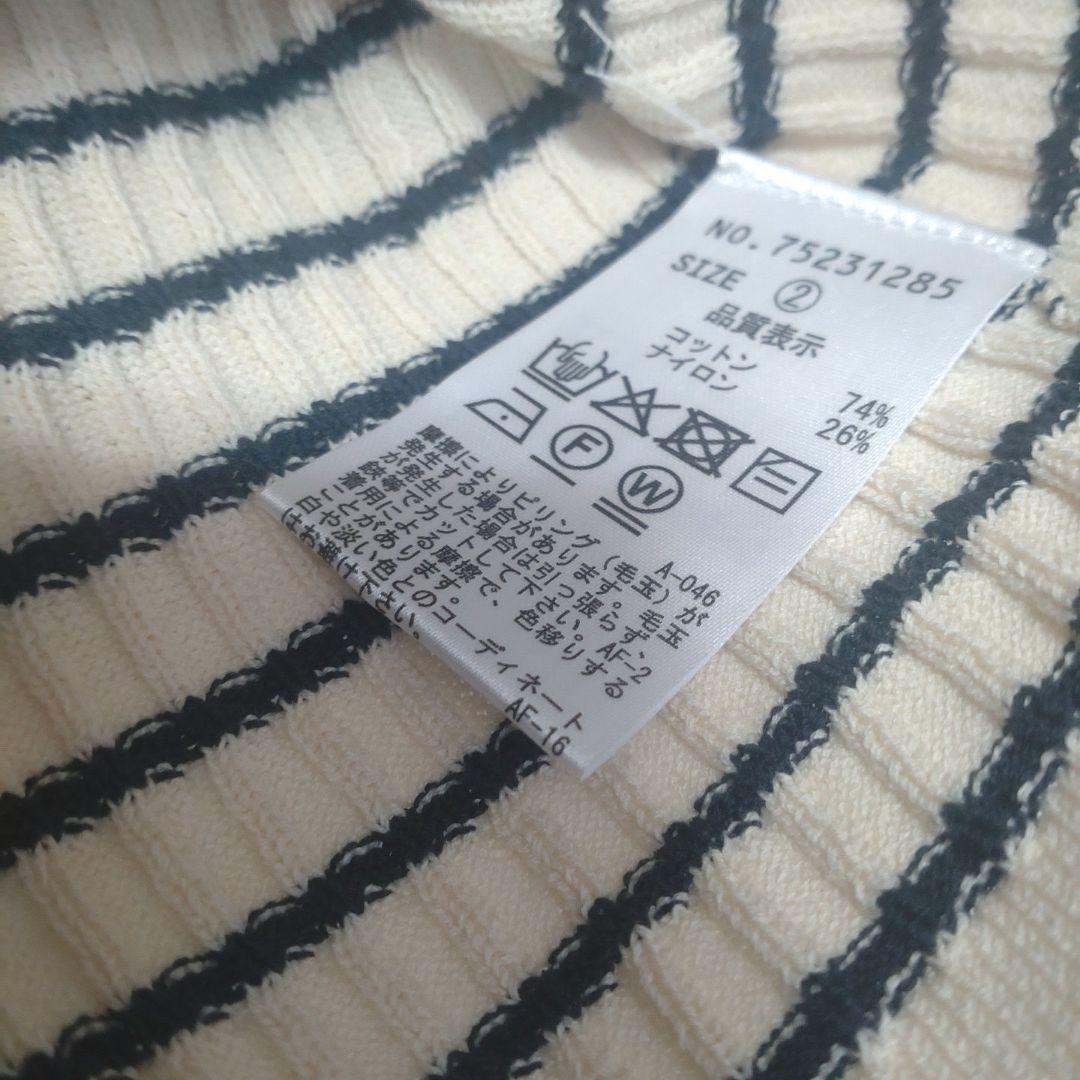 NO. 75231285
SIZE ②
品質表示
コットン 74%
ナイロン 26%
F
W
A-046
摩擦によりピリング(毛玉)が
発生する場合があります。毛玉
が発生した場合は引っ張らず、
鋏等でカットして下さい。AF-2
着用による摩擦で、色移りする
ことがあります。
白や淡い色とのコーディネート
はお避け下さい。 AF-16